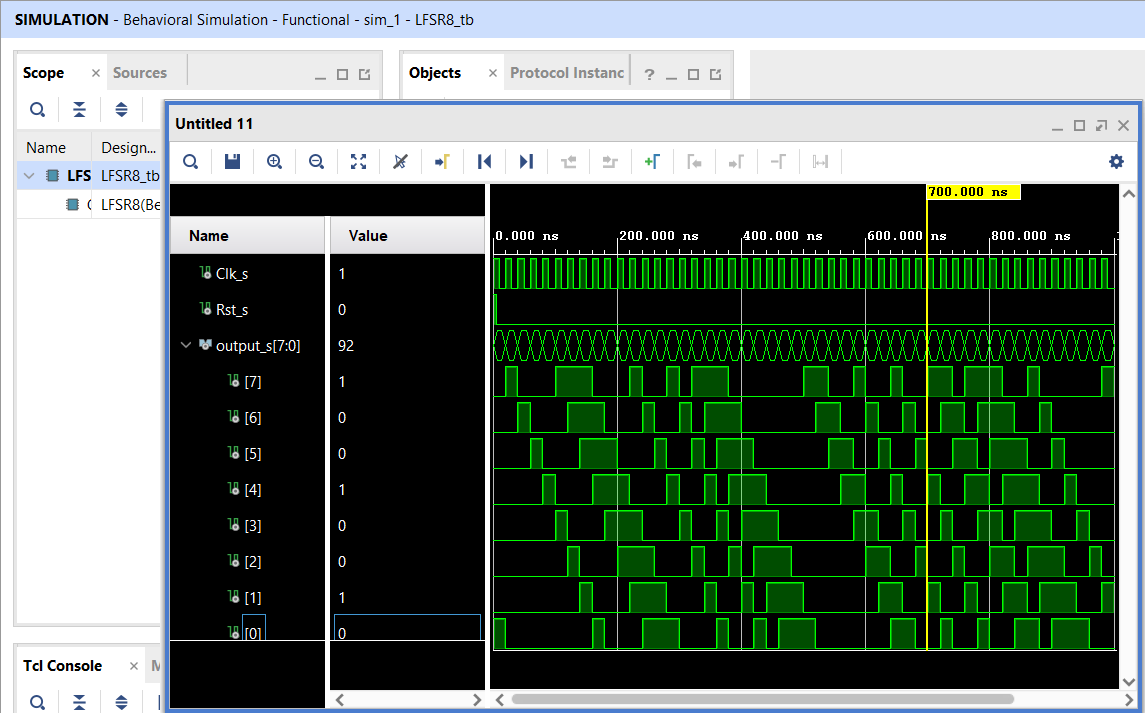 SIMULATION - Behavioral Simulation - Functional - sim_1 - LFSR8_tb
Scope × Sources
Objects × Protocol Instanc ?
Untitled 11
Name Design...
LFS LFSR8_tb
LFSR8(Be
700.000 ns
Name Value
0.000 ns 200.000 ns 400.000 ns 600.000 ns 800.000 ns
Clk_s 1
Rst_s 0
output_s[7:0] 92
[7] 1
[6] 0
[5] 0
[4] 1
[3] 0
[2] 0
[1] 1
[0] 0
Tcl Console ×